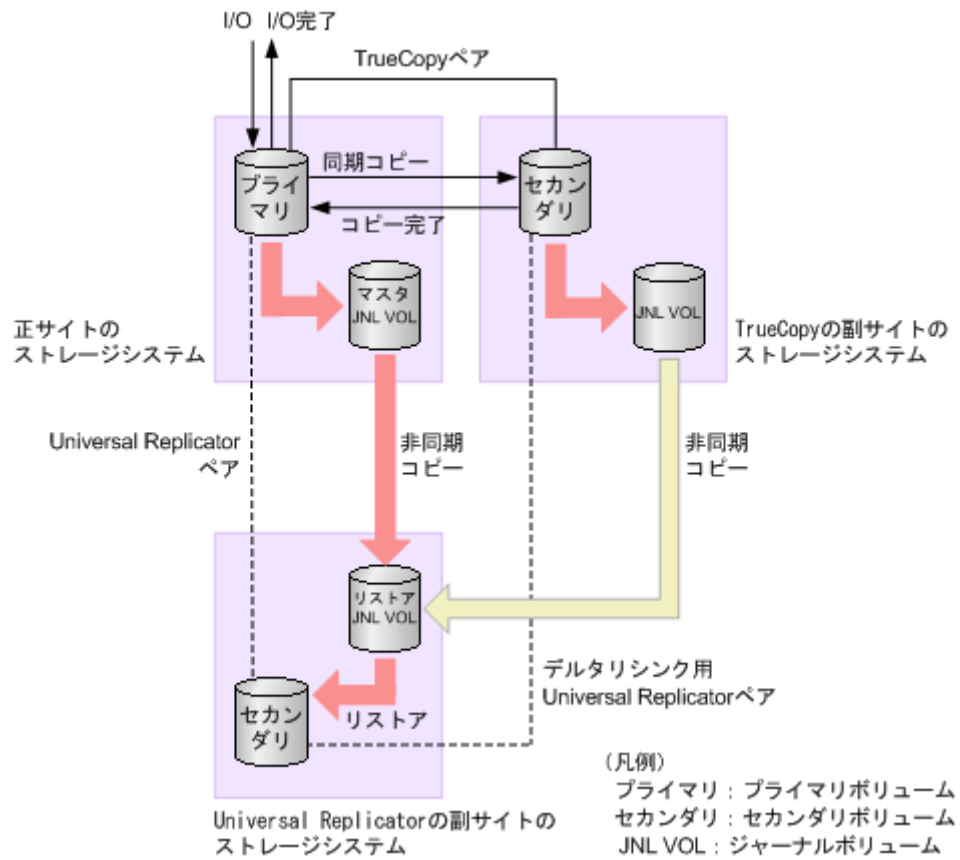 I/O I/O完了
TrueCopyペア
プライ
マリ
同期コピー
コピー完了
セカン
ダリ
マスタ
JNL VOL
JNL VOL
正サイトの
ストレージシステム
TrueCopyの副サイトの
ストレージシステム
Universal Replicator
ペア
非同期
コピー
非同期
コピー
リストア
JNL VOL
セカン
ダリ
リストア
デルタリシンク用
Universal Replicatorペア
Universal Replicatorの副サイトの
ストレージシステム
(凡例)
プライマリ:プライマリボリューム
セカンダリ:セカンダリボリューム
JNL VOL:ジャーナルボリューム